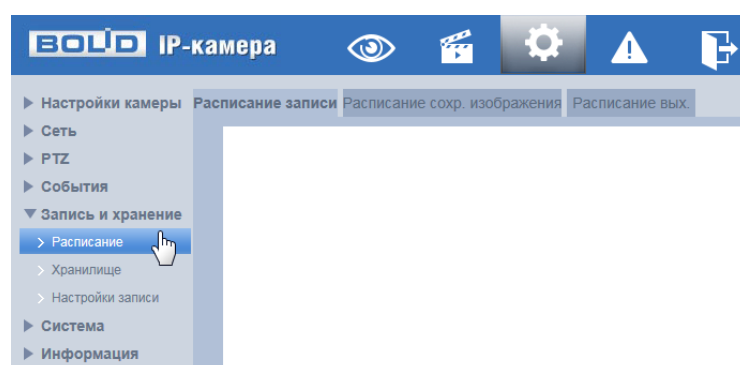 BOLID IP-камера
Настройки камеры
Сеть
PTZ
События
Запись и хранение
Расписание
Хранилище
Настройки записи
Система
Информация
Расписание записи Расписание сохр. изображения Расписание вых.